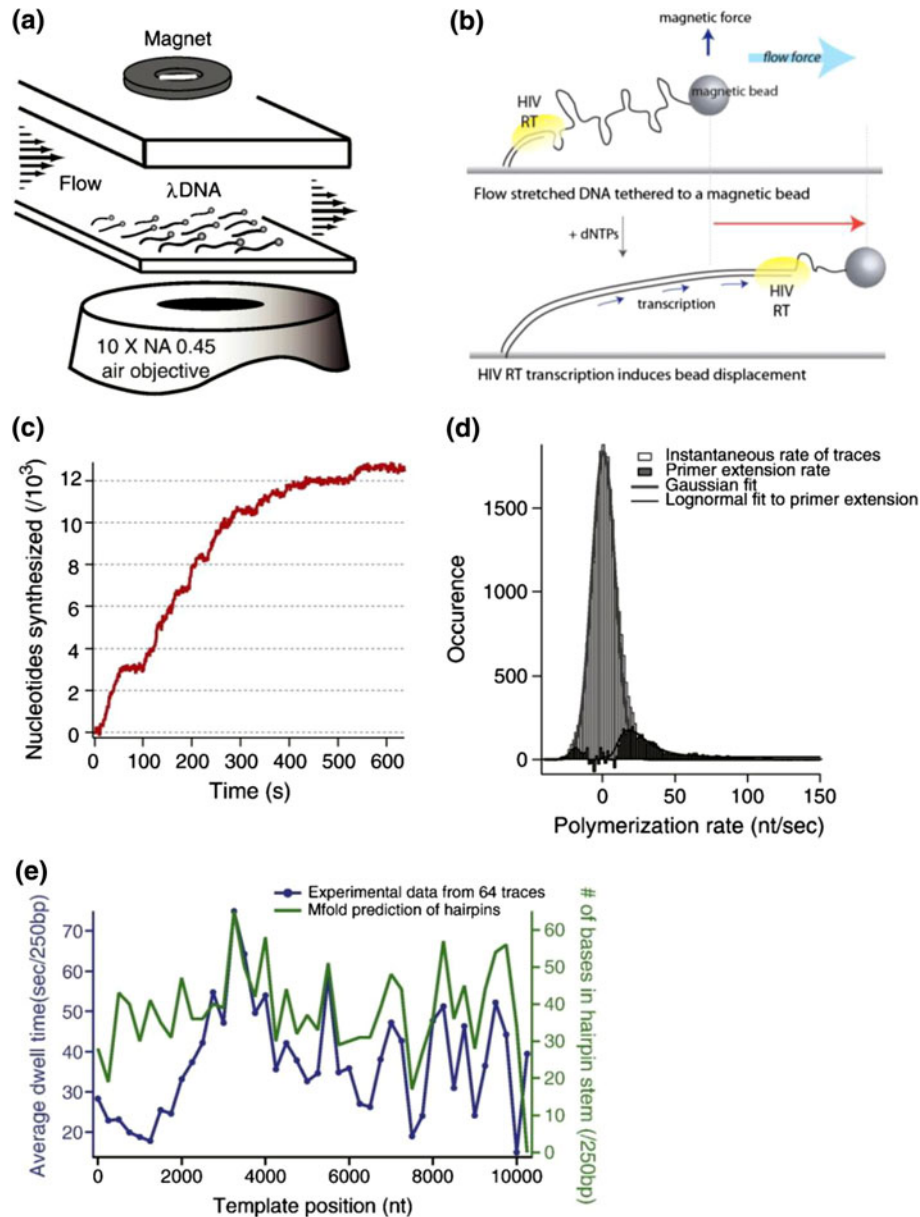 (a)
Magnet
Flow
λDNA
10 X NA 0.45
air objective
(b)
magnetic force
flow force
magnetic bead
HIV
RT
Flow stretched DNA tethered to a magnetic bead
+ dNTPs
transcription
HIV
RT
HIV RT transcription induces bead displacement
(c)
Nucleotides synthesized (/10³)
12
10
8
6
4
2
0
0 100 200 300 400 500 600
Time (s)
(d)
Instantaneous rate of traces
Primer extension rate
Gaussian fit
Lognormal fit to primer extension
Occurence
1500
1000
500
0
0 50 100 150
Polymerization rate (nt/sec)
(e)
Experimental data from 64 traces
Mfold prediction of hairpins
Average dwell time(sec/250bp)
70
60
50
40
30
20
# of bases in hairpin stem (/250bp)
60
50
40
30
20
10
0
0 2000 4000 6000 8000 10000
Template position (nt)